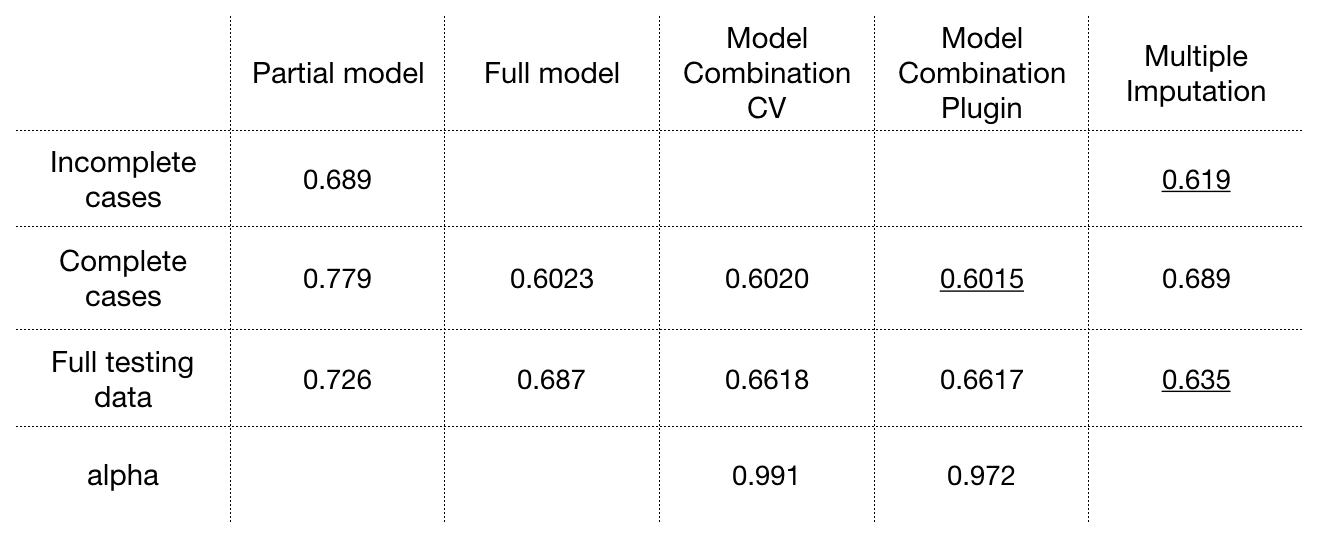 Partial model
Full model
Model
Combination
CV
Model
Combination
Plugin
Multiple
Imputation
Incomplete
cases
0.689
0.619
Complete
cases
0.779
0.6023
0.6020
0.6015
0.689
Full testing
data
0.726
0.687
0.6618
0.6617
0.635
alpha
0.991
0.972